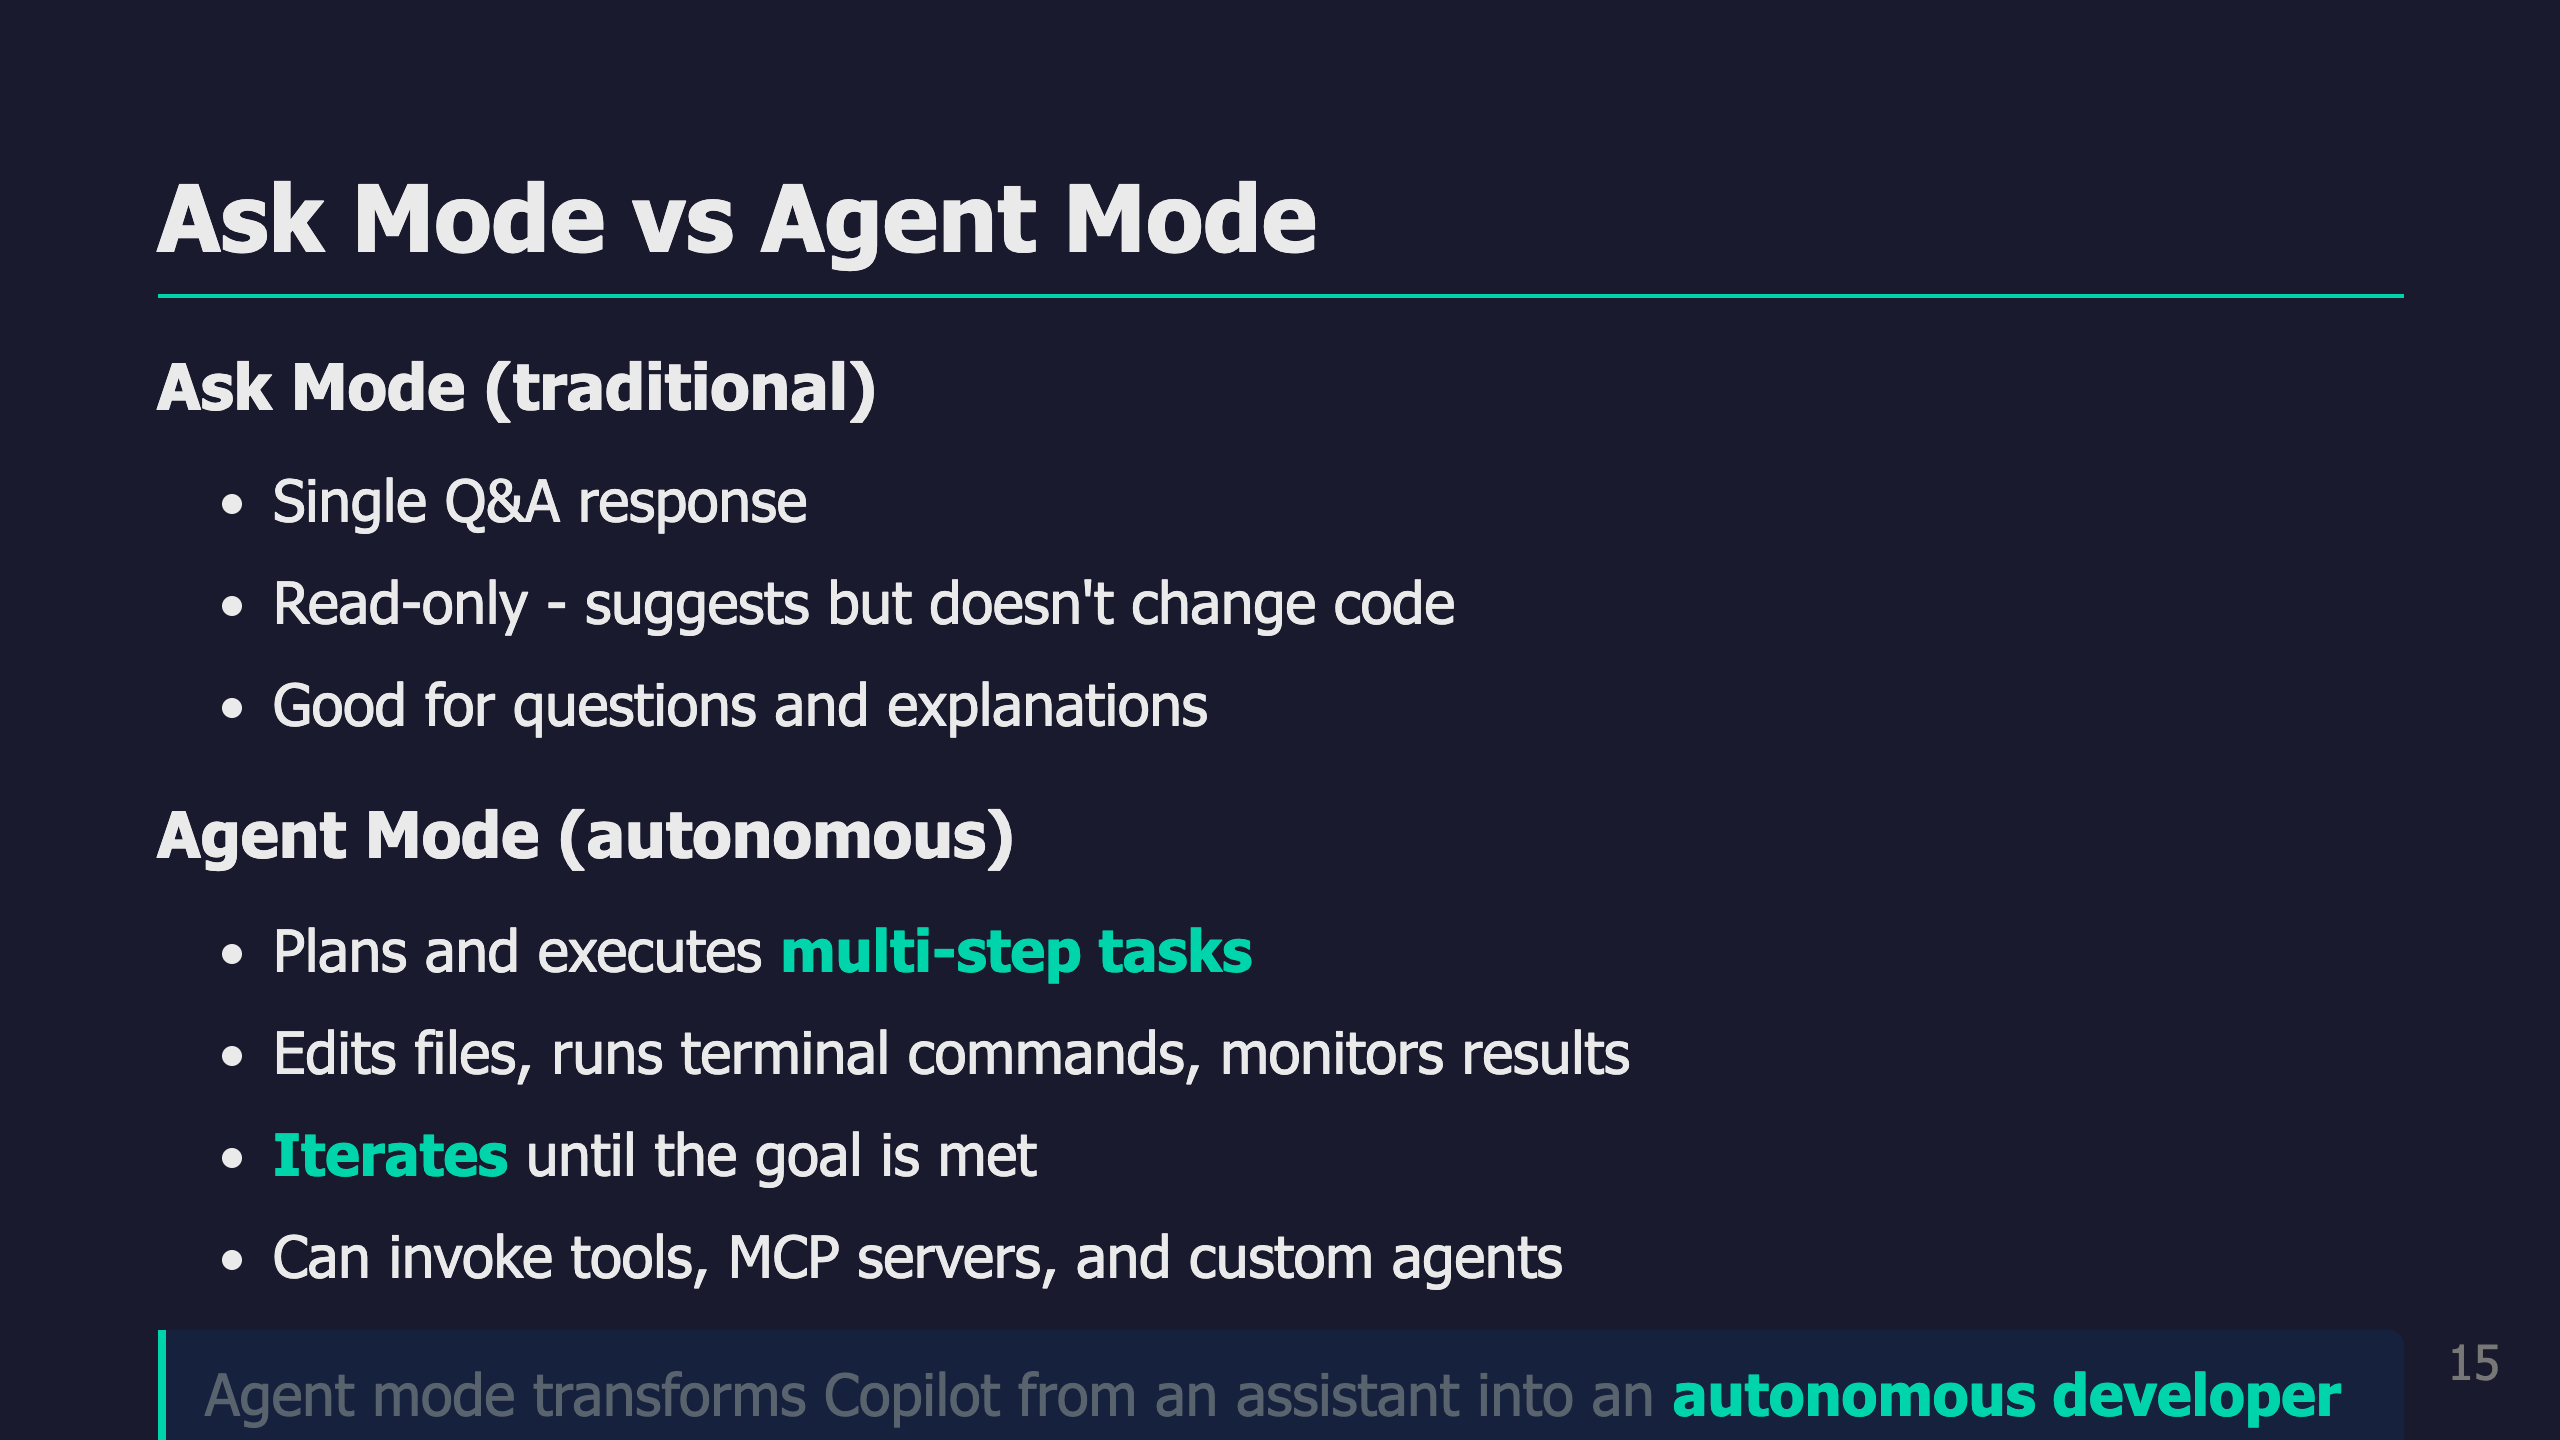 Ask Mode vs Agent Mode
Ask Mode (traditional)
• Single Q&A response
• Read-only - suggests but doesn't change code
• Good for questions and explanations
Agent Mode (autonomous)
• Plans and executes multi-step tasks
• Edits files, runs terminal commands, monitors results
• Iterates until the goal is met
• Can invoke tools, MCP servers, and custom agents
Agent mode transforms Copilot from an assistant into an autonomous developer
15